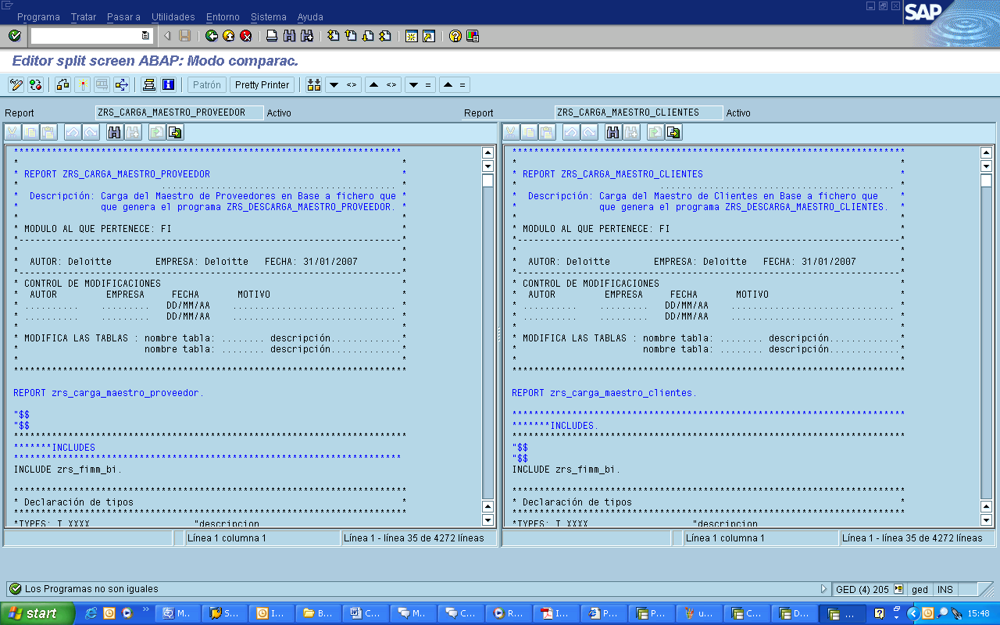 Programa Tratar Pasar a Utilidades Entorno Sistema Ayuda
SAP
Editor split screen ABAP: Modo comparac.
Patrón Pretty Printer <> <> = =
Report ZRS_CARGA_MAESTRO_PROVEEDOR Activo
Report ZRS_CARGA_MAESTRO_CLIENTES Activo
***********************************************************************
* *
* REPORT ZRS_CARGA_MAESTRO_PROVEEDOR
* ........................................... *
* Descripción: Carga del Maestro de Proveedores en Base a fichero que *
* que genera el programa ZRS_DESCARGA_MAESTRO_PROVEEDOR. *
* *
* MODULO AL QUE PERTENECE: FI *
*----------------------------------------------------------------------*
* *
* AUTOR: Deloitte EMPRESA: Deloitte FECHA: 31/01/2007 *
*----------------------------------------------------------------------*
* CONTROL DE MODIFICACIONES *
* AUTOR EMPRESA FECHA MOTIVO *
* .......... ......... DD/MM/AA .............................. *
* .......... ......... DD/MM/AA .............................. *
* *
* MODIFICA LAS TABLAS : nombre tabla: ........ descripción.............*
* nombre tabla: ........ descripción.............*
* *
************************************************************************
REPORT zrs_carga_maestro_proveedor.
"$$
"$$
************************************************************************
*******INCLUDES
***********************************************************************
INCLUDE zrs_fimm_bi.
************************************************************************
* Declaración de tipos *
************************************************************************
*TYPES: T_XXXX "descripcion
Línea 1 columna 1 Línea 1 - línea 35 de 4272 líneas
************************************************************************
* *
* REPORT ZRS_CARGA_MAESTRO_CLIENTES *
* ........................................... *
* Descripción: Carga del Maestro de Clientes en Base a fichero que *
* que genera el programa ZRS_DESCARGA_MAESTRO_CLIENTES. *
* *
* MODULO AL QUE PERTENECE: FI *
*----------------------------------------------------------------------*
* *
* AUTOR: Deloitte EMPRESA: Deloitte FECHA: 31/01/2007 *
*----------------------------------------------------------------------*
* CONTROL DE MODIFICACIONES *
* AUTOR EMPRESA FECHA MOTIVO *
* .......... ......... DD/MM/AA .............................. *
* .......... ......... DD/MM/AA .............................. *
* *
* MODIFICA LAS TABLAS : nombre tabla: ........ descripción.............*
* nombre tabla: ........ descripción.............*
* *
************************************************************************
REPORT zrs_carga_maestro_clientes.
************************************************************************
*******INCLUDES.
************************************************************************
"$$
"$$
INCLUDE zrs_fimm_bi.
************************************************************************
* Declaración de tipos *
************************************************************************
*TYPES: T_XXXX "descripcion
Línea 1 columna 1 Línea 1 - línea 35 de 4272 líneas
Los Programas no son iguales GED (4) 205 ged INS
start M.. S... I... B... C... M... C... R... I... P... P... u... C... D... ... 15:48